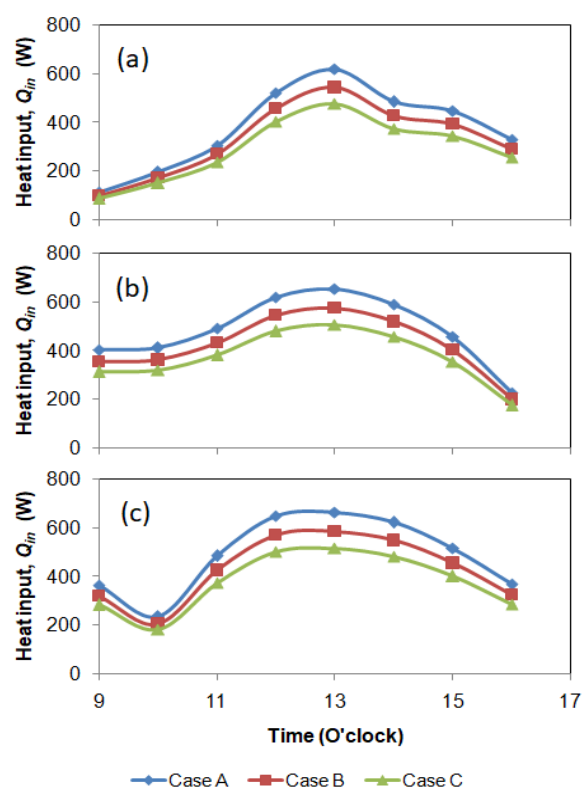 800
600
400
200
0
(a)
Heat input, Qin (W)
800
600
400
200
0
(b)
Heat input, Qin (W)
800
600
400
200
0
(c)
Heat input, Qin (W)
9 11 13 15 17
Time (O'clock)
Case A Case B Case C